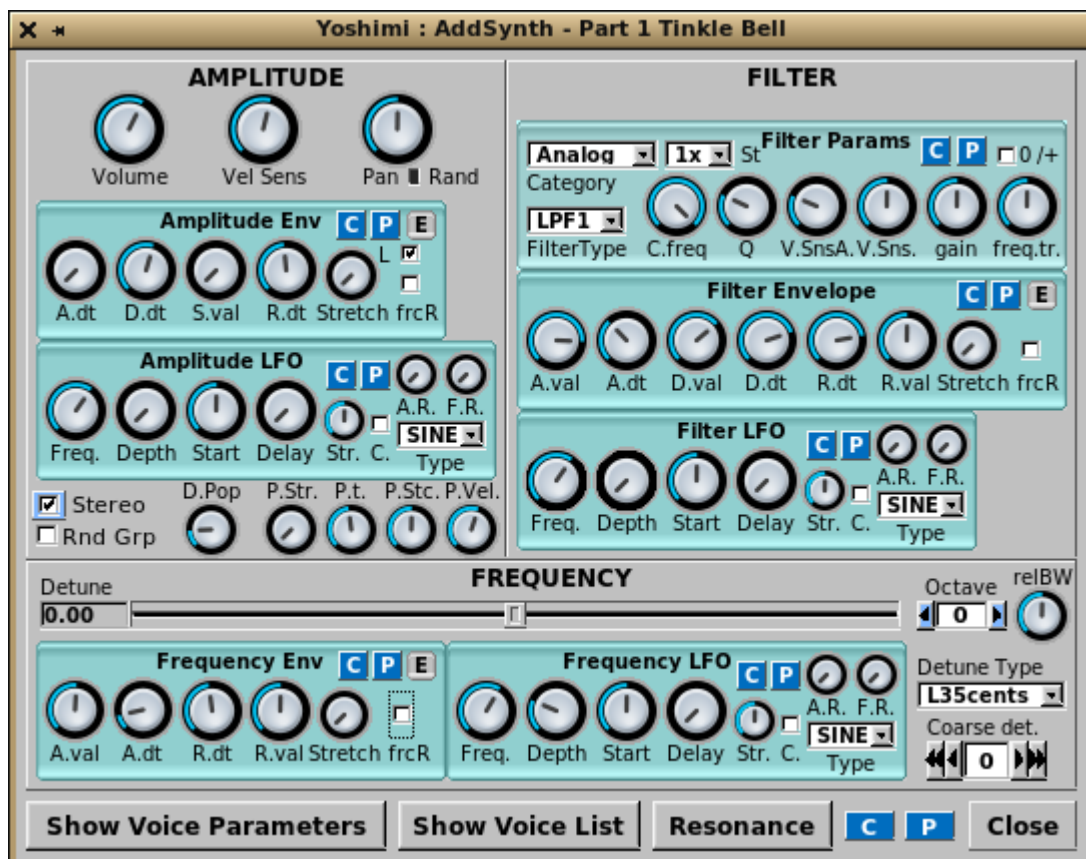 Yoshimi : AddSynth - Part 1 Tinkle Bell
AMPLITUDE
Volume Vel Sens Pan Rand
Amplitude Env C P E
L
A.dt D.dt S.val R.dt Stretch frcR
Amplitude LFO C P
A.R. F.R.
SINE
Freq. Depth Start Delay Str. C. Type
Stereo D.Pop P.Str. P.t. P.Stc. P.Vel.
Rnd Grp
FILTER
Filter Params C P 0 /+
Analog 1x St
Category
LPF1
FilterType C.freq Q V.SnsA. V.Sns. gain freq.tr.
Filter Envelope C P E
A.val A.dt D.val D.dt R.dt R.val Stretch frcR
Filter LFO C P
A.R. F.R.
SINE
Freq. Depth Start Delay Str. C. Type
FREQUENCY
Detune
0.00
Octave relBW
0
Frequency Env C P E
A.val A.dt R.dt R.val Stretch frcR
Frequency LFO C P
A.R. F.R.
SINE
Freq. Depth Start Delay Str. C. Type
Detune Type
L35cents
Coarse det.
0
Show Voice Parameters Show Voice List Resonance C P Close